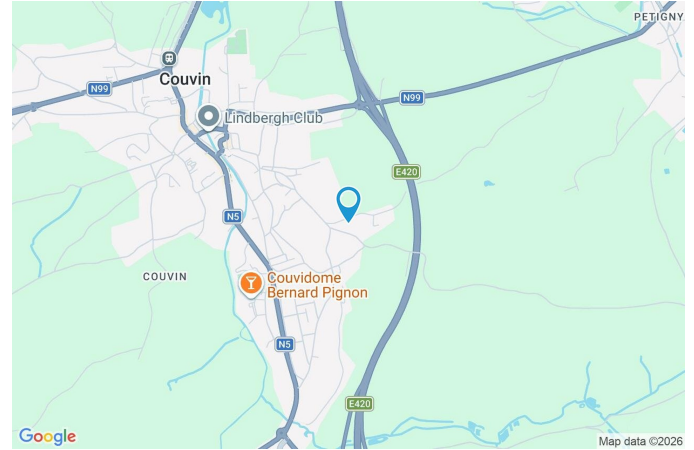 PETIGNY
Couvin
N99
N99
Lindbergh Club
E420
N5
COUVIN
Couvidome
Bernard Pignon
N5
E420
Google
Map data ©2026